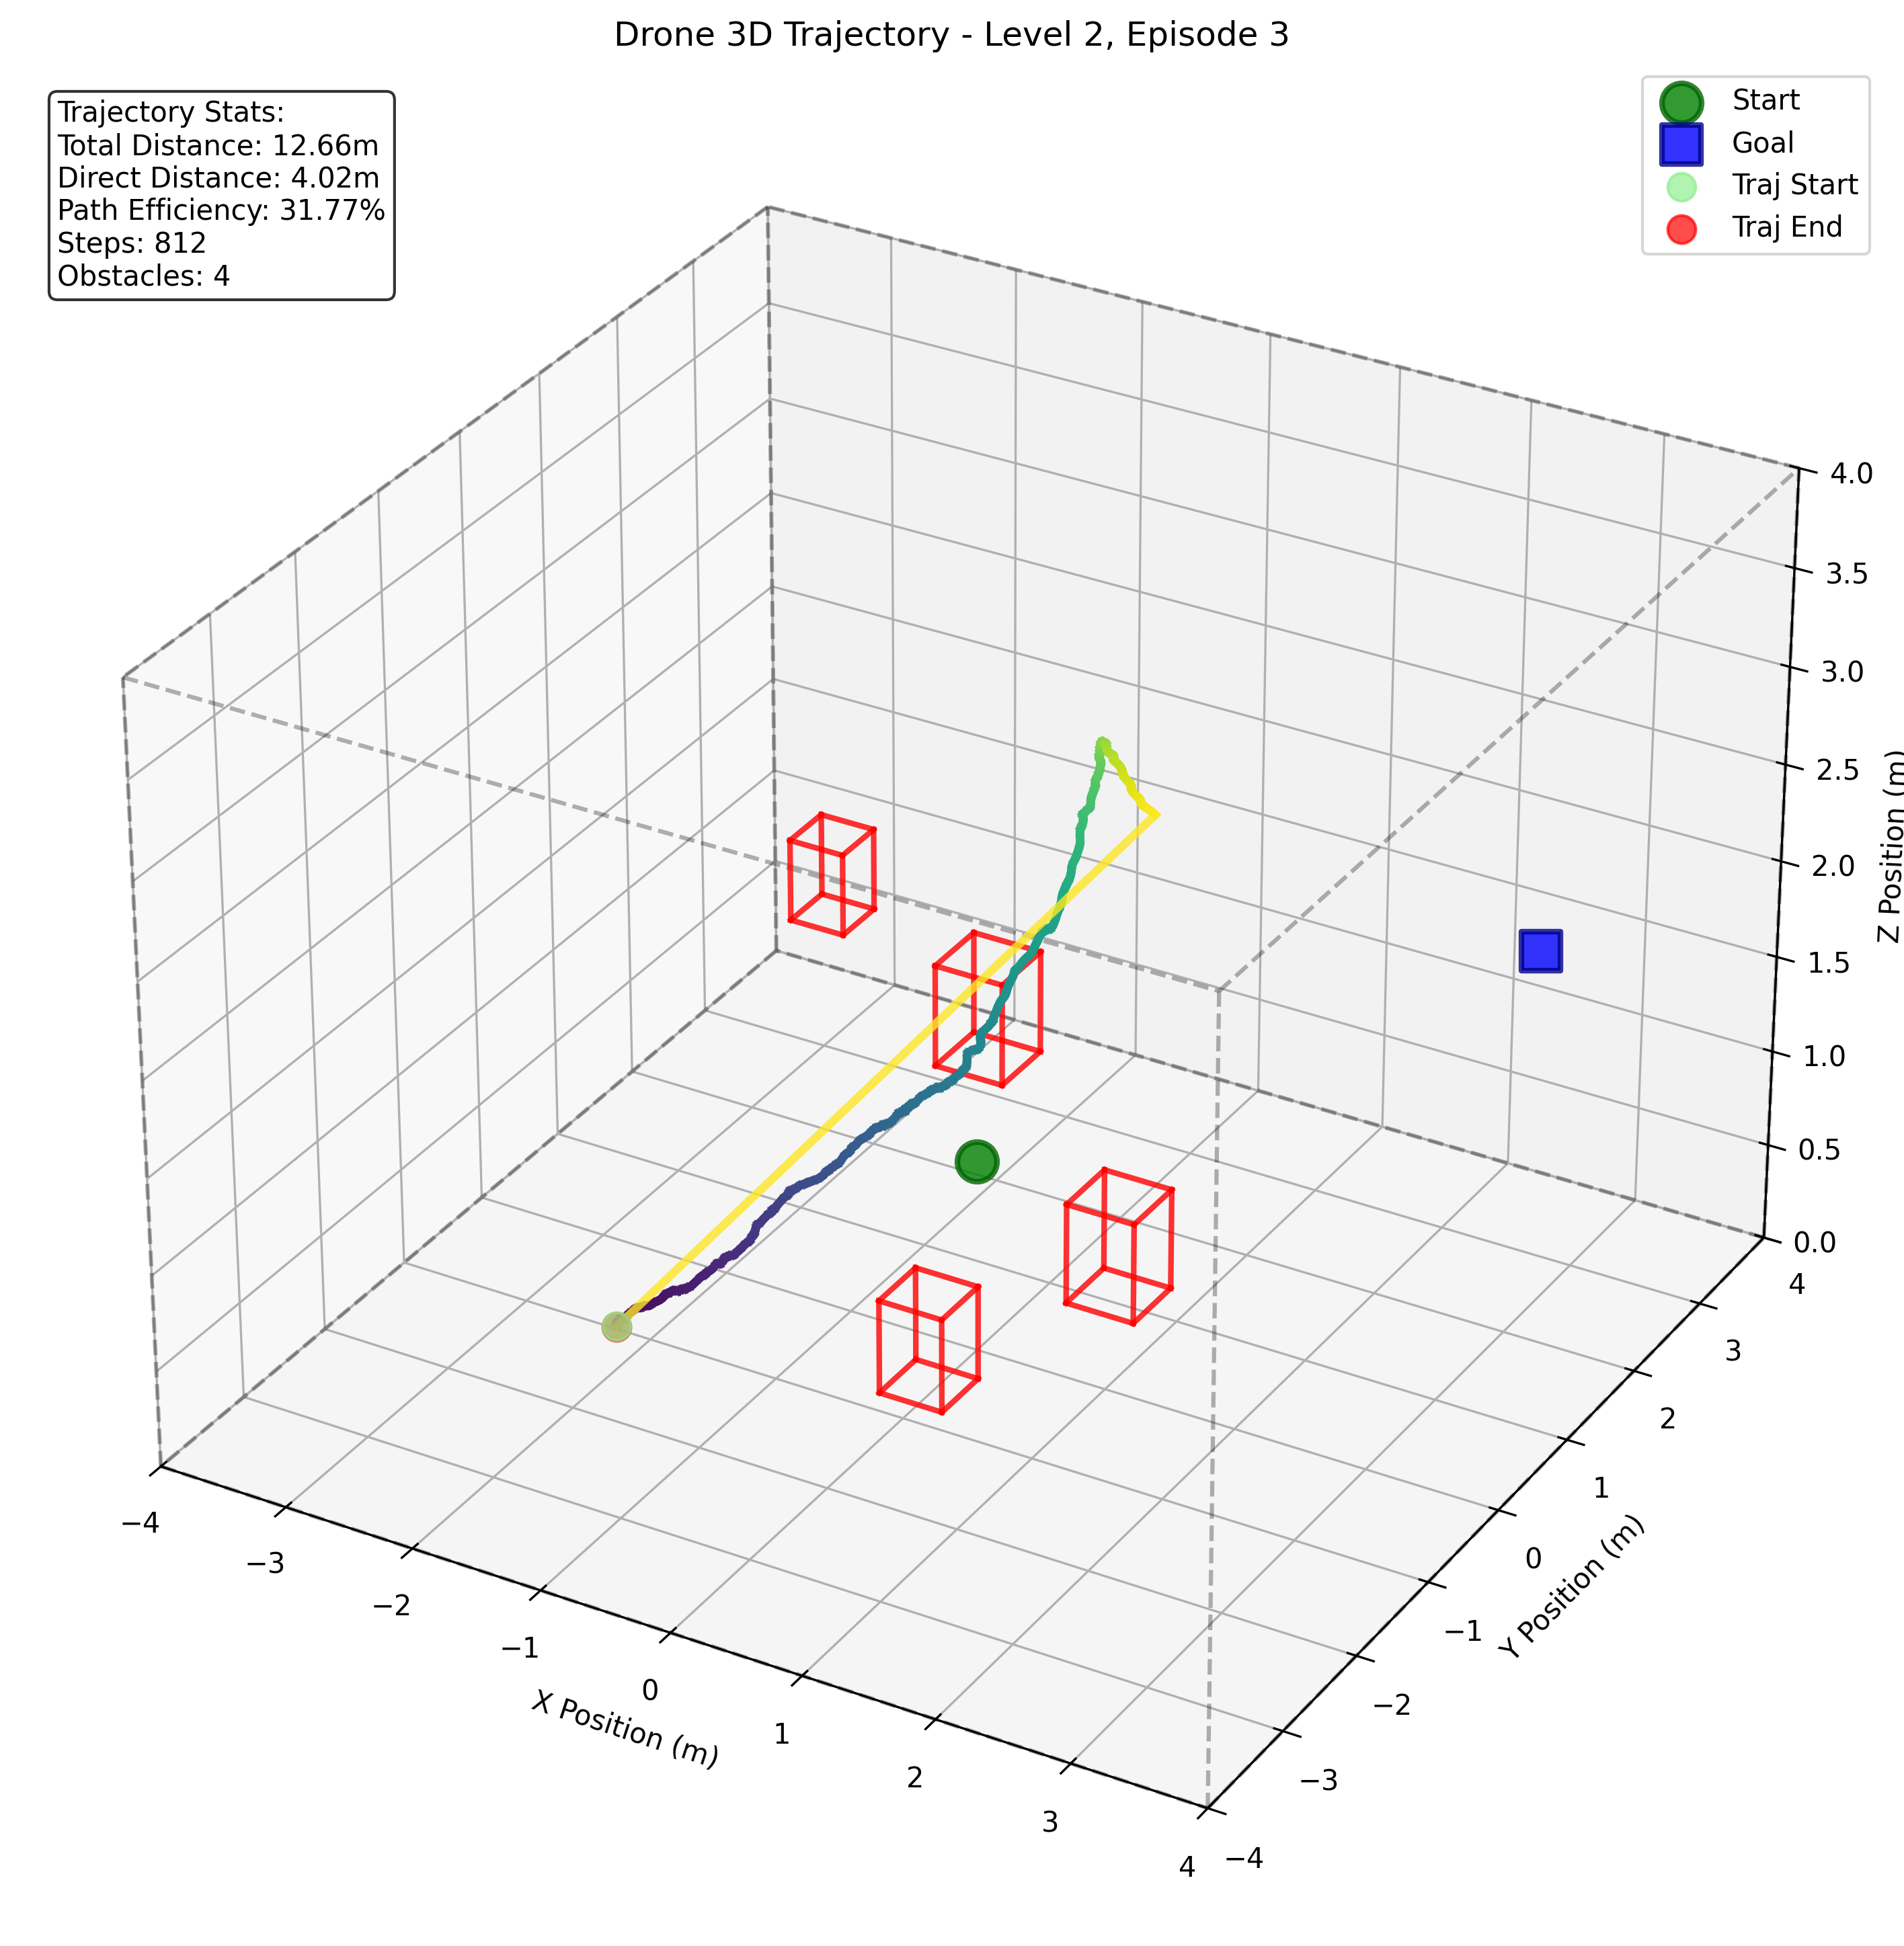 Drone 3D Trajectory - Level 2, Episode 3
Trajectory Stats:
Total Distance: 12.66m
Direct Distance: 4.02m
Path Efficiency: 31.77%
Steps: 812
Obstacles: 4
Start
Goal
Traj Start
Traj End
4.0
3.5
3.0
2.5
2.0
1.5
1.0
0.5
0.0
Z Position (m)
4
3
2
1
0
−1
−2
−3
−4
Y Position (m)
−4
−3
−2
−1
0
1
2
3
4
X Position (m)